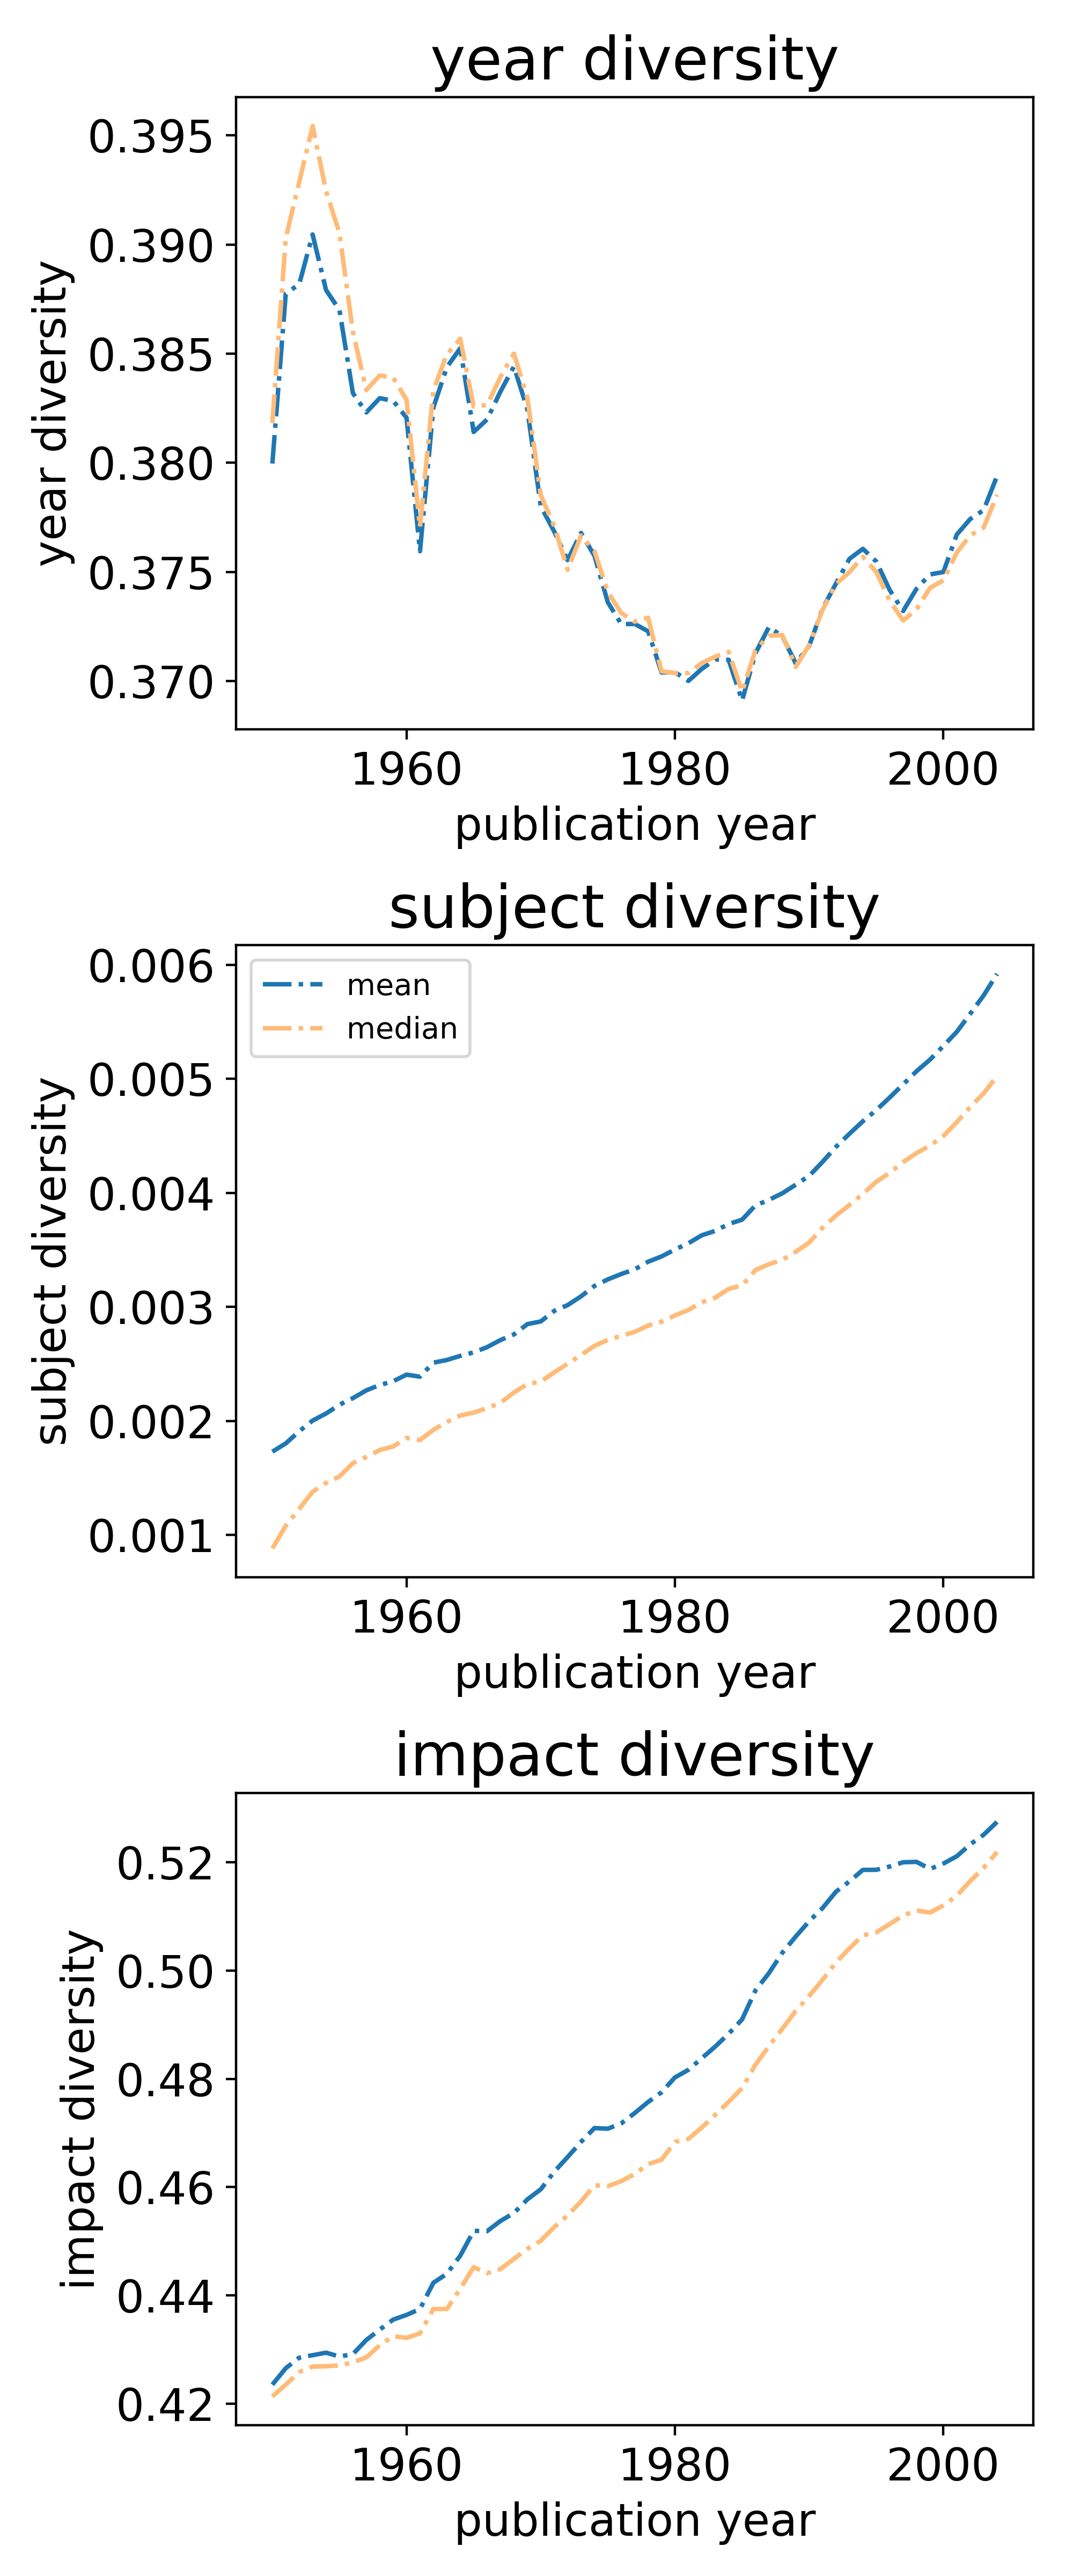 year diversity
year diversity
0.395
0.390
0.385
0.380
0.375
0.370
1960 1980 2000
publication year
subject diversity
subject diversity
0.006
0.005
0.004
0.003
0.002
0.001
mean
median
1960 1980 2000
publication year
impact diversity
impact diversity
0.52
0.50
0.48
0.46
0.44
0.42
1960 1980 2000
publication year